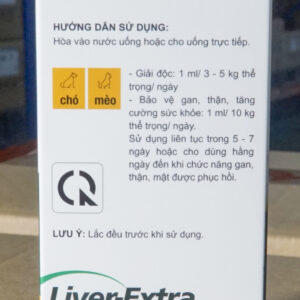 HƯỚNG DẪN SỬ DỤNG:
Hòa vào nước uống hoặc cho uống trực tiếp.
- Giải độc: 1 ml/ 3 - 5 kg thể
trọng/ ngày
- Bảo vệ gan, thận, tăng
cường sức khỏe: 1 ml/ 10 kg
thể trọng/ ngày.
Sử dụng liên tục trong 5 - 7
ngày hoặc cho dùng hằng
ngày đến khi chức năng gan,
thận, mật được phục hồi.
chó
mèo
LƯU Ý: Lắc đều trước khi sử dụng.
Liver-Extra